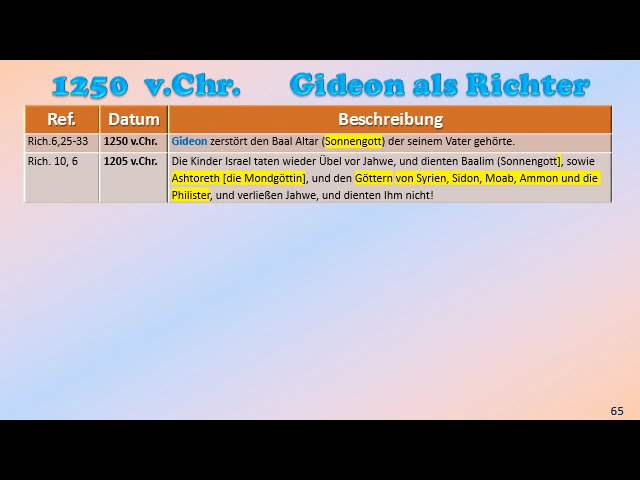 1250 v.Chr. Gideon als Richter
Ref. Datum Beschreibung
Rich.6,25-33 1250 v.Chr. Gideon zerstört den Baal Altar (Sonnengott) der seinem Vater gehörte.
Rich. 10, 6 1205 v.Chr. Die Kinder Israel taten wieder Übel vor Jahwe, und dienten Baalim (Sonnengott], sowie
Ashtoreth [die Mondgöttin], und den Göttern von Syrien, Sidon, Moab, Ammon und die
Philister, und verließen Jahwe, und dienten Ihm nicht!
65